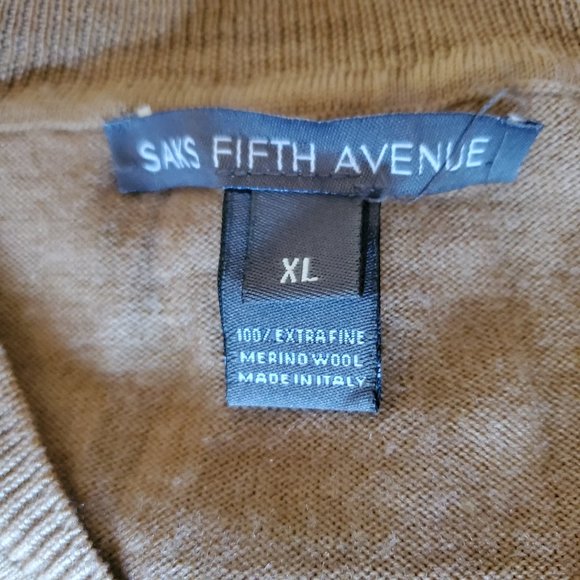 SAKS FIFTH AVENUE
XL
100% EXTRAFINE
MERINO WOOL
MADE IN ITALY